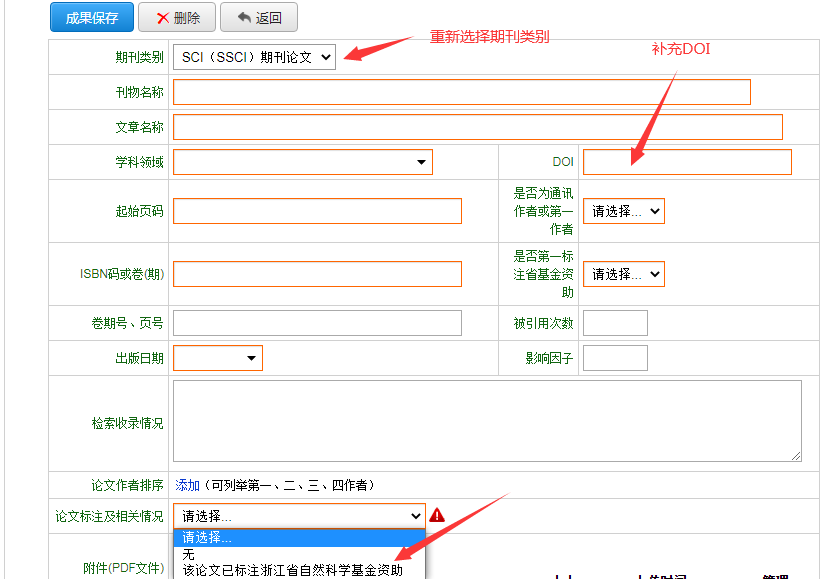 成果保存 删除 返回
重新选择期刊类别
补充DOI
期刊类别 SCI（SSCI）期刊论文
刊物名称
文章名称
学科领域 DOI
起始页码 是否为通讯
作者或第一
作者
请选择...
ISBN码或卷(期) 是否第一标
注省基金资
助
请选择...
卷期号、页号 被引用次数
出版日期 影响因子
检索收录情况
论文作者排序 添加（可列举第一、二、三、四作者）
论文标注及相关情况 请选择...
请选择...
无
该论文已标注浙江省自然科学基金资助
附件(PDF文件)